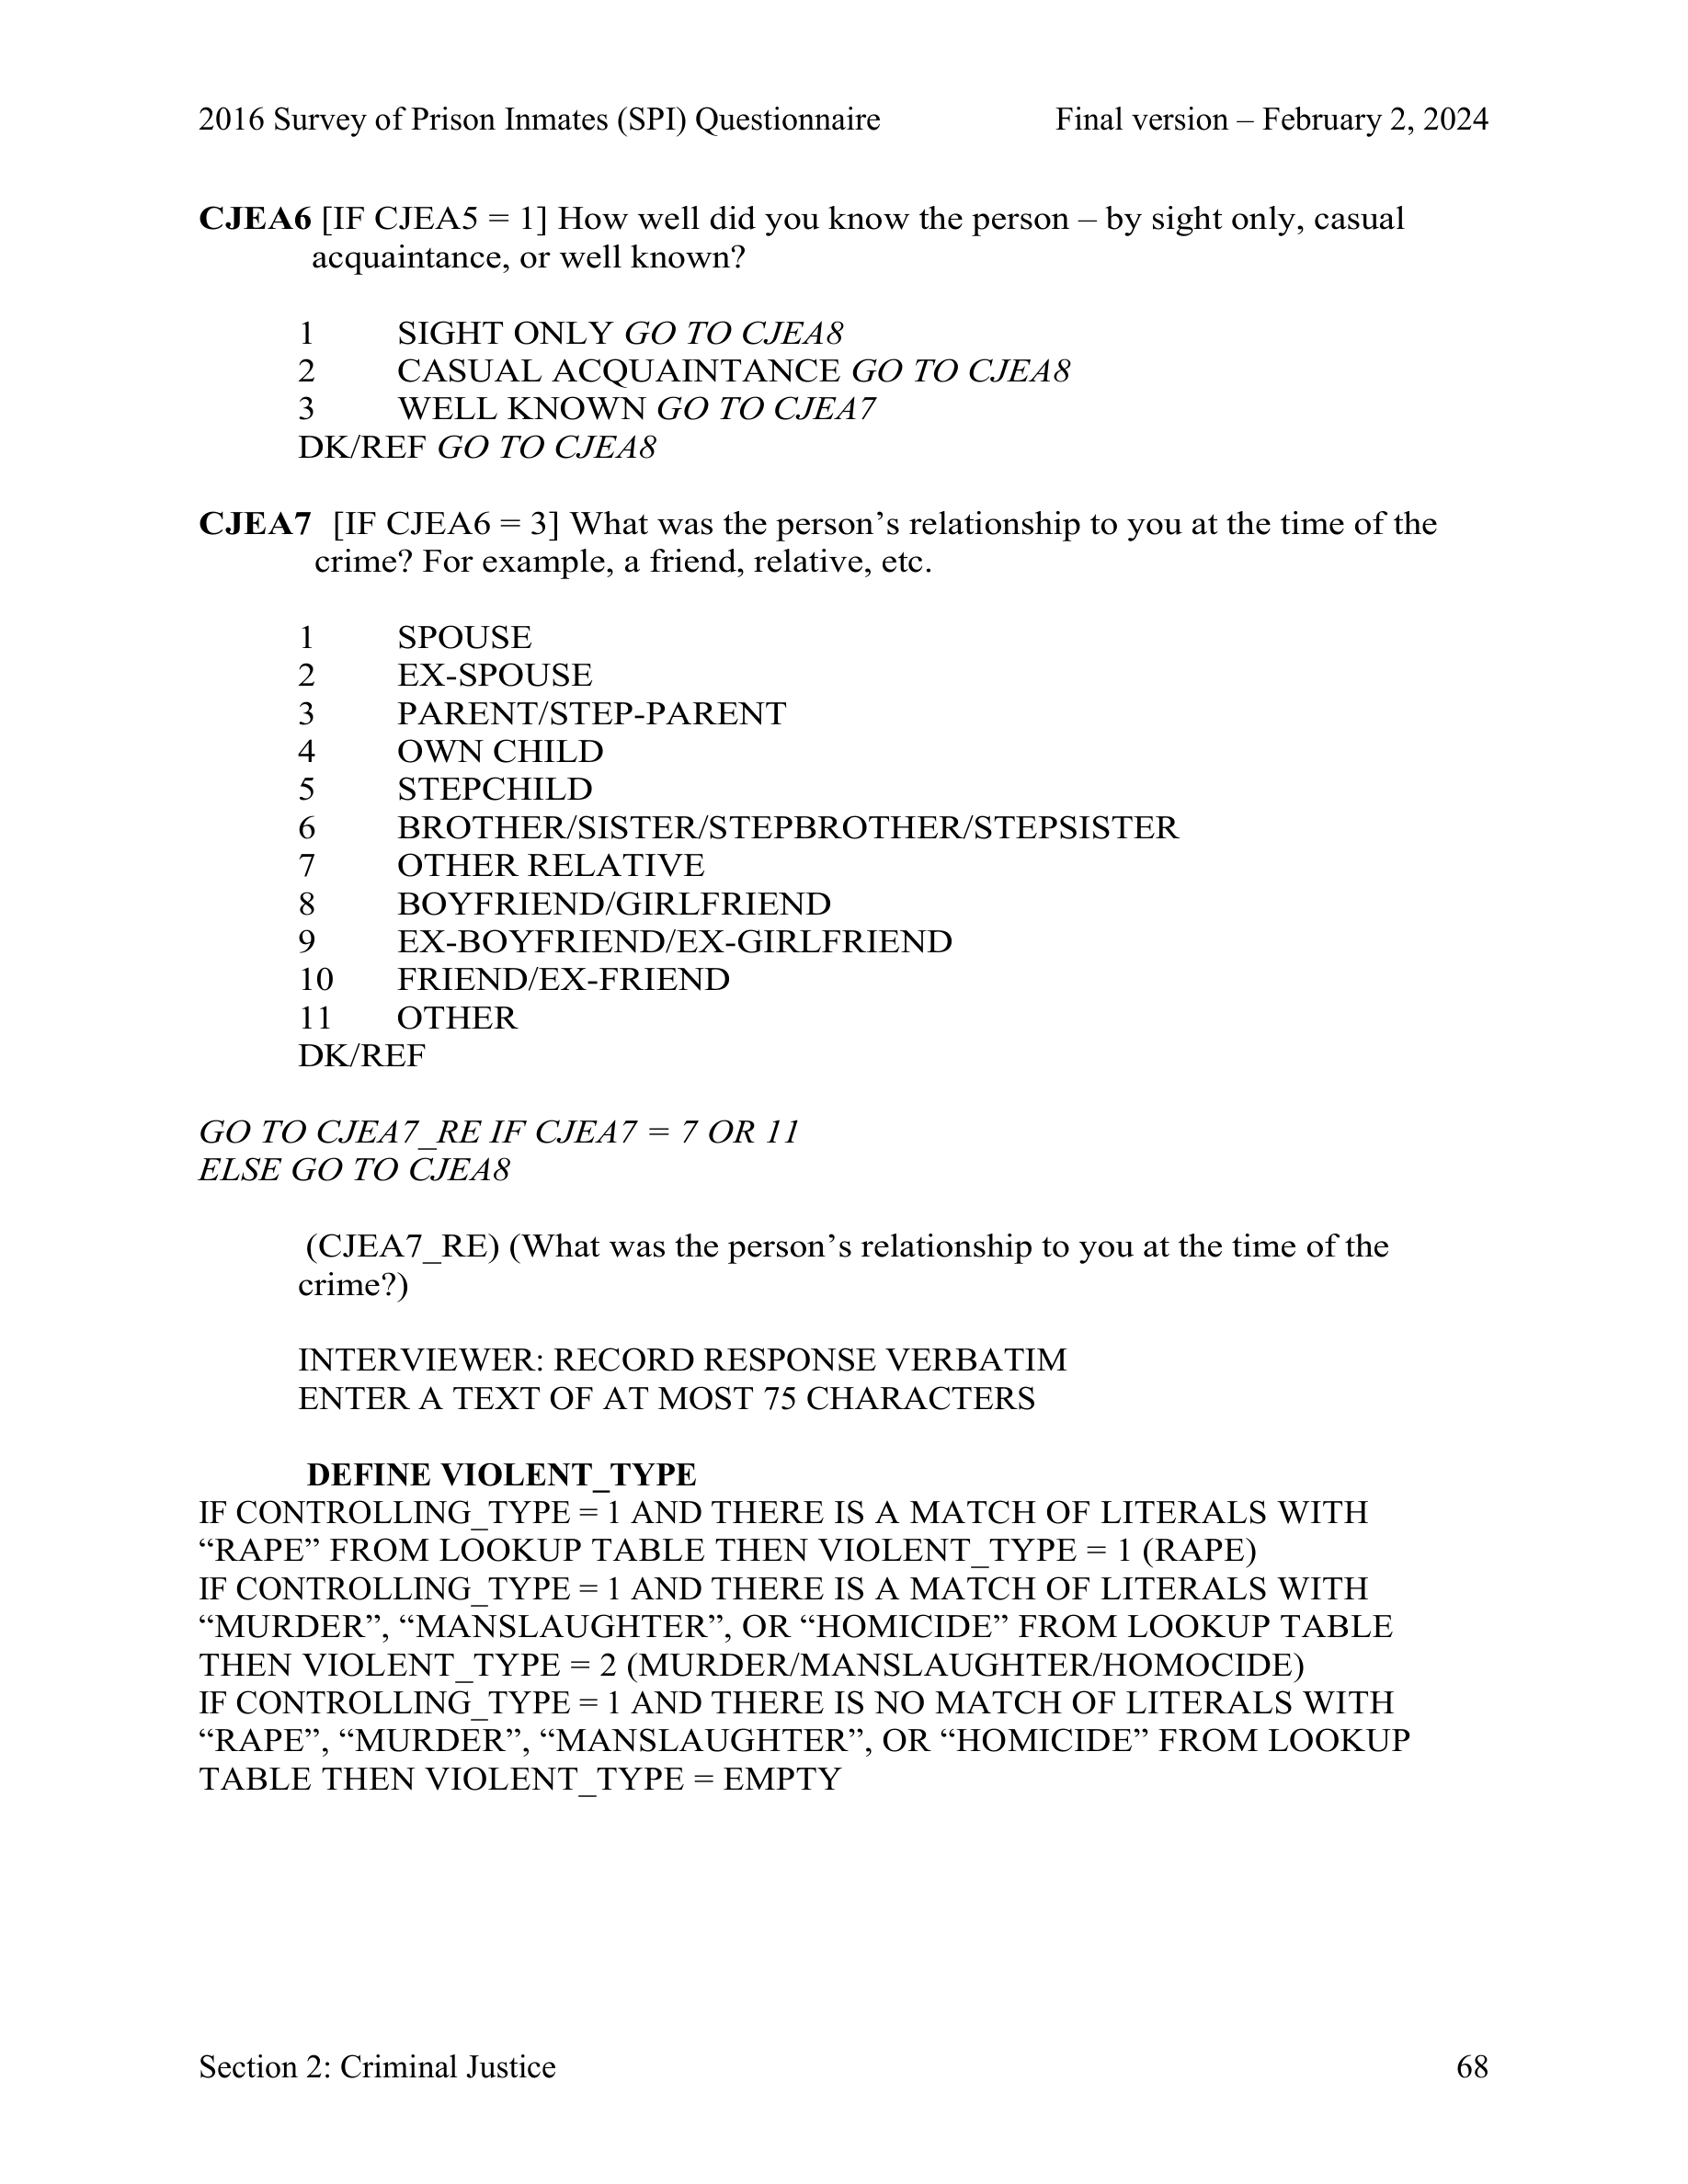 2016 Survey of Prison Inmates (SPI) Questionnaire Final version – February 2, 2024
CJEA6 [IF CJEA5 = 1] How well did you know the person – by sight only, casual
acquaintance, or well known?
1 SIGHT ONLY GO TO CJEA8
2 CASUAL ACQUAINTANCE GO TO CJEA8
3 WELL KNOWN GO TO CJEA7
DK/REF GO TO CJEA8
CJEA7 [IF CJEA6 = 3] What was the person’s relationship to you at the time of the
crime? For example, a friend, relative, etc.
1 SPOUSE
2 EX-SPOUSE
3 PARENT/STEP-PARENT
4 OWN CHILD
5 STEPCHILD
6 BROTHER/SISTER/STEPBROTHER/STEPSISTER
7 OTHER RELATIVE
8 BOYFRIEND/GIRLFRIEND
9 EX-BOYFRIEND/EX-GIRLFRIEND
10 FRIEND/EX-FRIEND
11 OTHER
DK/REF
GO TO CJEA7_RE IF CJEA7 = 7 OR 11
ELSE GO TO CJEA8
(CJEA7_RE) (What was the person’s relationship to you at the time of the
crime?)
INTERVIEWER: RECORD RESPONSE VERBATIM
ENTER A TEXT OF AT MOST 75 CHARACTERS
DEFINE VIOLENT_TYPE
IF CONTROLLING_TYPE = 1 AND THERE IS A MATCH OF LITERALS WITH
“RAPE” FROM LOOKUP TABLE THEN VIOLENT_TYPE = 1 (RAPE)
IF CONTROLLING_TYPE = 1 AND THERE IS A MATCH OF LITERALS WITH
“MURDER”, “MANSLAUGHTER”, OR “HOMICIDE” FROM LOOKUP TABLE
THEN VIOLENT_TYPE = 2 (MURDER/MANSLAUGHTER/HOMOCIDE)
IF CONTROLLING_TYPE = 1 AND THERE IS NO MATCH OF LITERALS WITH
“RAPE”, “MURDER”, “MANSLAUGHTER”, OR “HOMICIDE” FROM LOOKUP
TABLE THEN VIOLENT_TYPE = EMPTY
Section 2: Criminal Justice 68